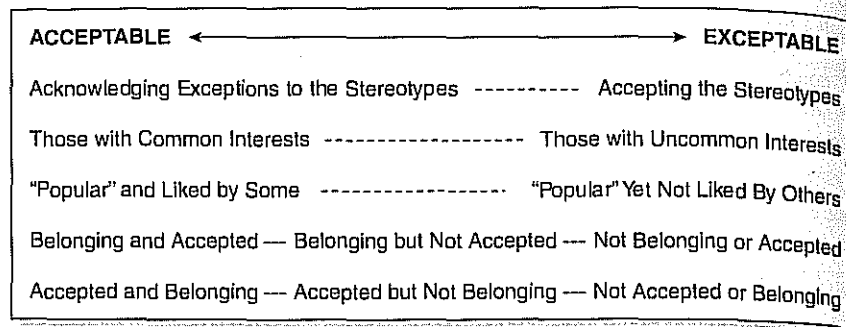 ACCEPTABLE ←→ EXCEPTABLE
Acknowledging Exceptions to the Stereotypes ---------- Accepting the Stereotypes
Those with Common Interests ------------------- Those with Uncommon Interests
"Popular" and Liked by Some ----------------- "Popular" Yet Not Liked By Others
Belonging and Accepted --- Belonging but Not Accepted --- Not Belonging or Accepted
Accepted and Belonging --- Accepted but Not Belonging --- Not Accepted or Belonging